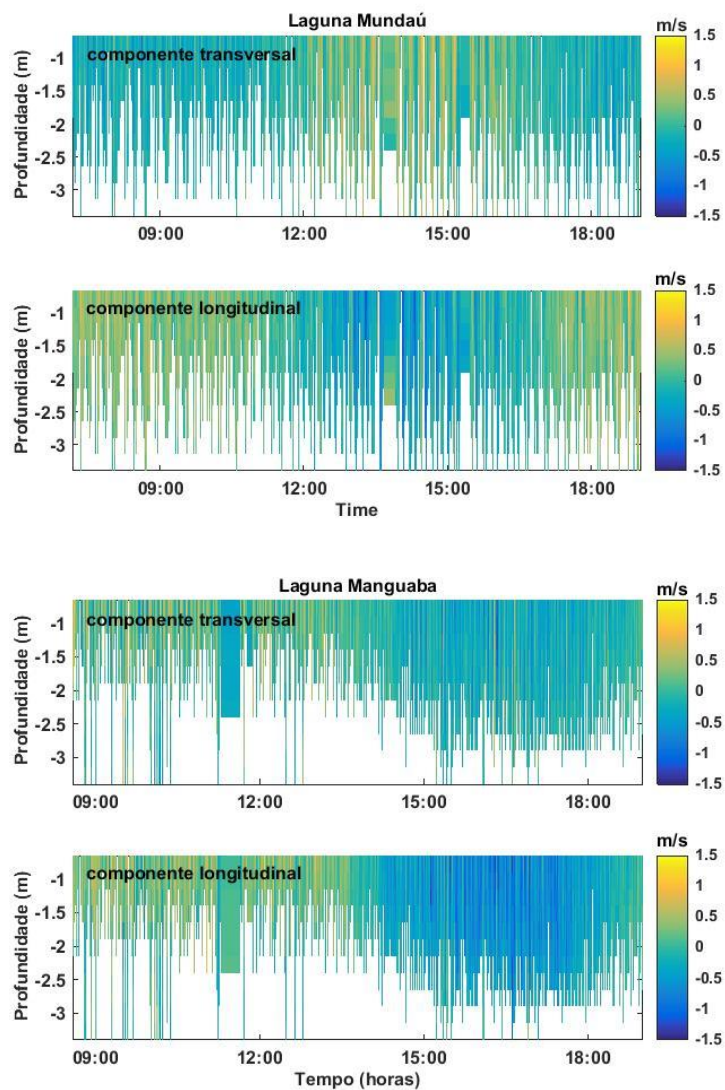 Laguna Mundaú
m/s
componente transversal
Profundidade (m)
-1
-1.5
-2
-2.5
-3
09:00 12:00 15:00 18:00
1.5
1
0.5
0
-0.5
-1
-1.5
m/s
componente longitudinal
Profundidade (m)
-1
-1.5
-2
-2.5
-3
09:00 12:00 15:00 18:00
Time
1.5
1
0.5
0
-0.5
-1
-1.5
Laguna Manguaba
m/s
componente transversal
Profundidade (m)
-1
-1.5
-2
-2.5
-3
09:00 12:00 15:00 18:00
1.5
1
0.5
0
-0.5
-1
-1.5
m/s
componente longitudinal
Profundidade (m)
-1
-1.5
-2
-2.5
-3
09:00 12:00 15:00 18:00
Tempo (horas)
1.5
1
0.5
0
-0.5
-1
-1.5